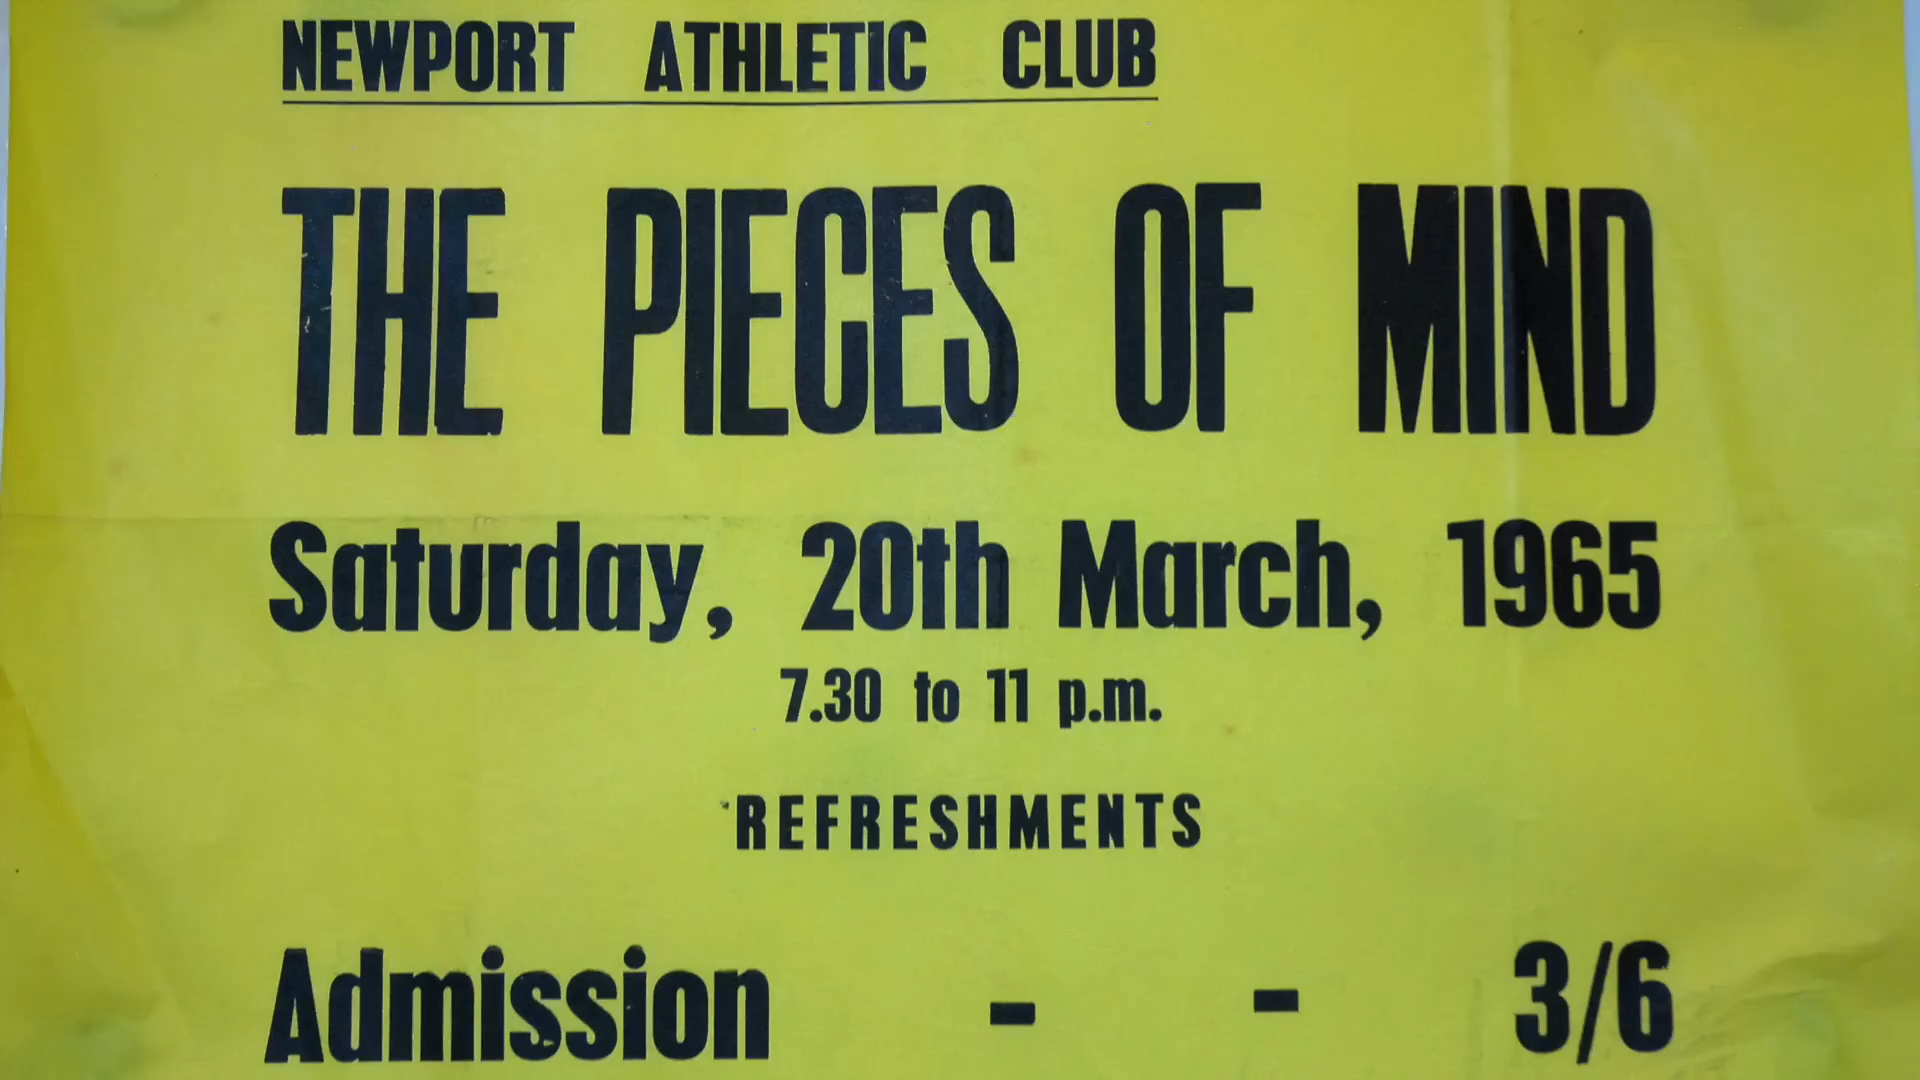 NEWPORT ATHLETIC CLUB
THE PIECES OF MIND
Saturday, 20th March, 1965
7.30 to 11 p.m.
REFRESHMENTS
Admission - - 3/6